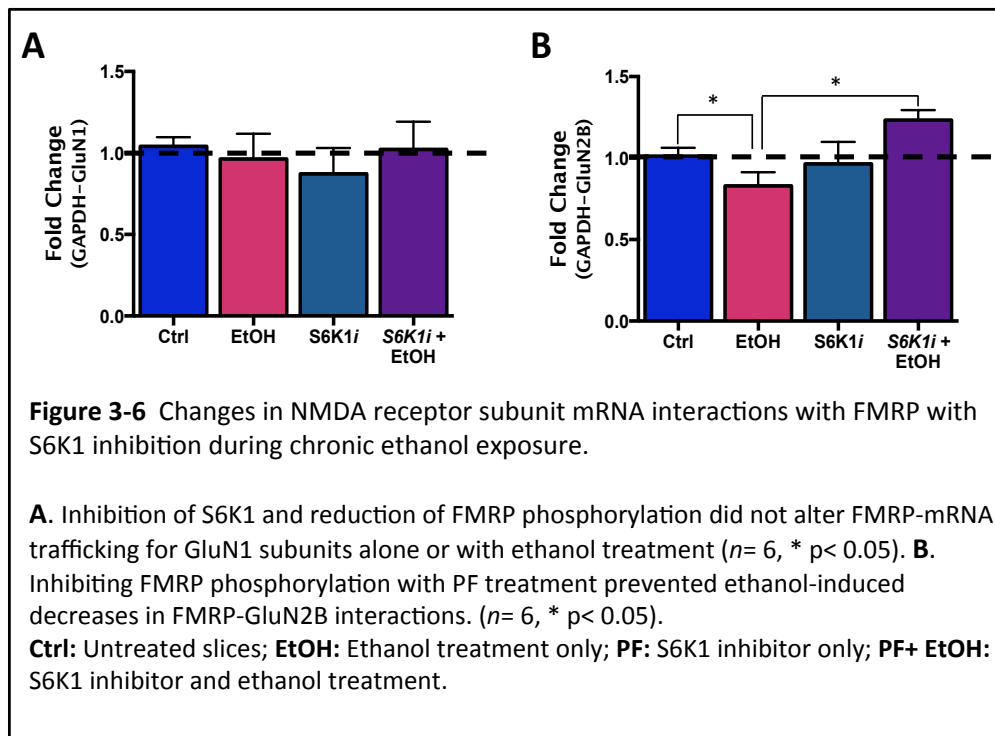 A
Fold Change
(GAPDH-GluN1)
1.5
1.0
0.5
0.0
Ctrl
EtOH
S6K1i
S6K1i +
EtOH
B
Fold Change
(GAPDH-GluN2B)
1.5
1.0
0.5
0.0
*
*
Ctrl
EtOH
S6K1i
S6K1i +
EtOH
Figure 3-6 Changes in NMDA receptor subunit mRNA interactions with FMRP with
S6K1 inhibition during chronic ethanol exposure.
A. Inhibition of S6K1 and reduction of FMRP phosphorylation did not alter FMRP-mRNA
trafficking for GluN1 subunits alone or with ethanol treatment (n= 6, * p< 0.05). B.
Inhibiting FMRP phosphorylation with PF treatment prevented ethanol-induced
decreases in FMRP-GluN2B interactions. (n= 6, * p< 0.05).
Ctrl: Untreated slices; EtOH: Ethanol treatment only; PF: S6K1 inhibitor only; PF+ EtOH:
S6K1 inhibitor and ethanol treatment.